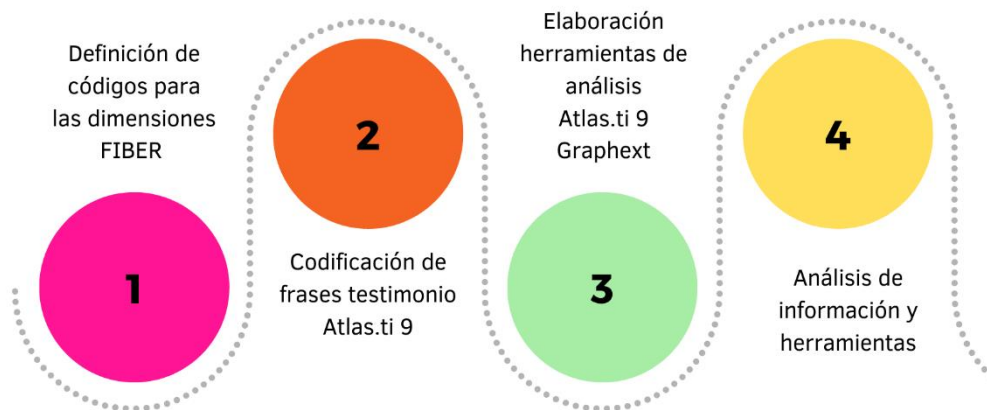 Definición de
códigos para
las dimensiones
FIBER
1
2
Codificación de
frases testimonio
Atlas.ti 9
Elaboración
herramientas de
análisis
Atlas.ti 9
Graphext
3
4
Análisis de
información y
herramientas